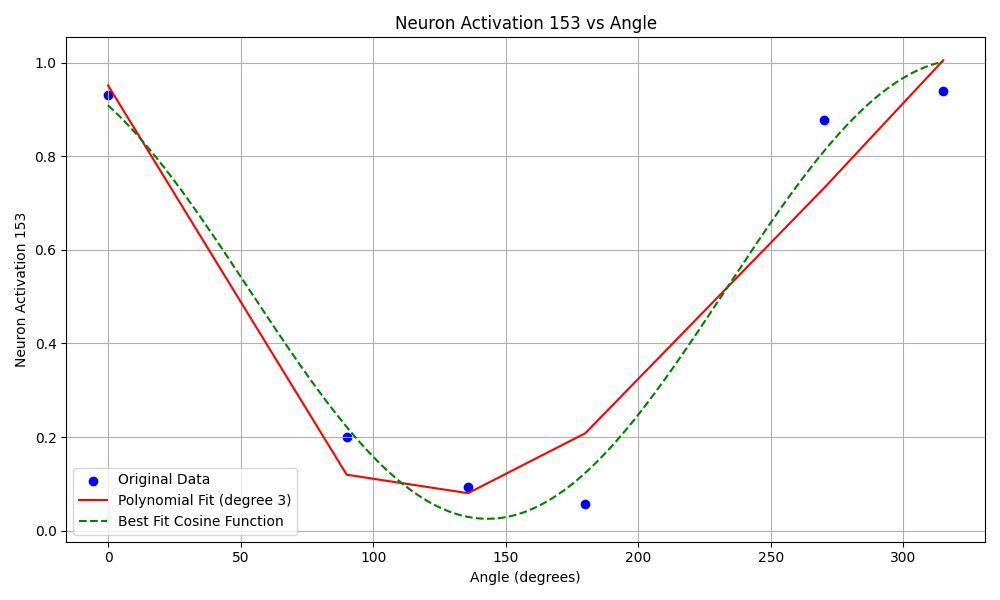 Neuron Activation 153 vs Angle
Neuron Activation 153
1.0
0.8
0.6
0.4
0.2
0.0
Original Data
Polynomial Fit (degree 3)
Best Fit Cosine Function
0 50 100 150 200 250 300
Angle (degrees)